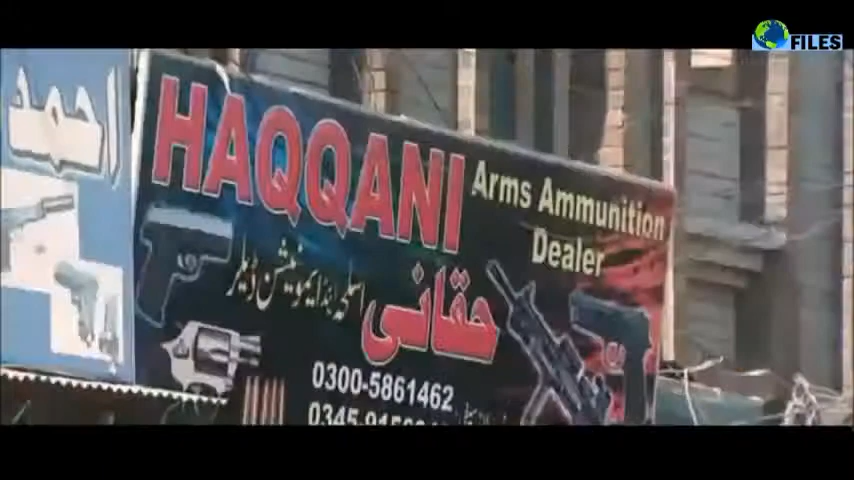 FILES
احمد
HAQQANI
Arms Ammunition
Dealer
اسلحہ اینڈ ایمونیشن ڈیلر
حقانی
0300-5861462